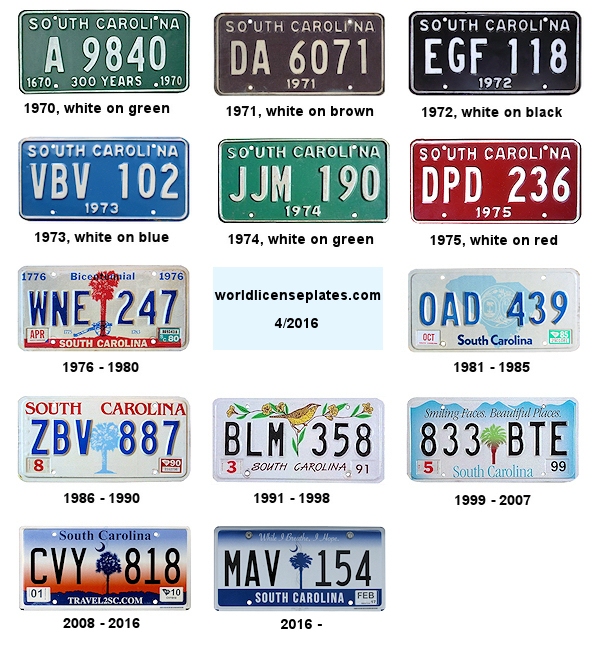 SOUTH CAROLINA
A 9840
1670 300 YEARS 1970
1970, white on green
SOUTH CAROLINA
DA 6071
1971
1971, white on brown
SOUTH CAROLINA
EGF 118
1972
1972, white on black
SOUTH CAROLINA
VBV 102
1973
1973, white on blue
SOUTH CAROLINA
JJM 190
1974
1974, white on green
SOUTH CAROLINA
DPD 236
1975
1975, white on red
1776 Bicentennial 1976
WNE 247
APR 80
SOUTH CAROLINA
1976 - 1980
worldlicenseplates.com
4/2016
OAD 439
OCT 85
South Carolina
1981 - 1985
SOUTH CAROLINA
ZBV 887
8 90
1986 - 1990
BLM 358
3 SOUTH CAROLINA 91
1991 - 1998
Smiling Faces. Beautiful Places.
833 BTE
5 South Carolina 99
1999 - 2007
South Carolina
CVY 818
01 TRAVEL2SC.COM 10
2008 - 2016
While I Breathe, I Hope
MAV 154
SOUTH CAROLINA FEB
2016 -